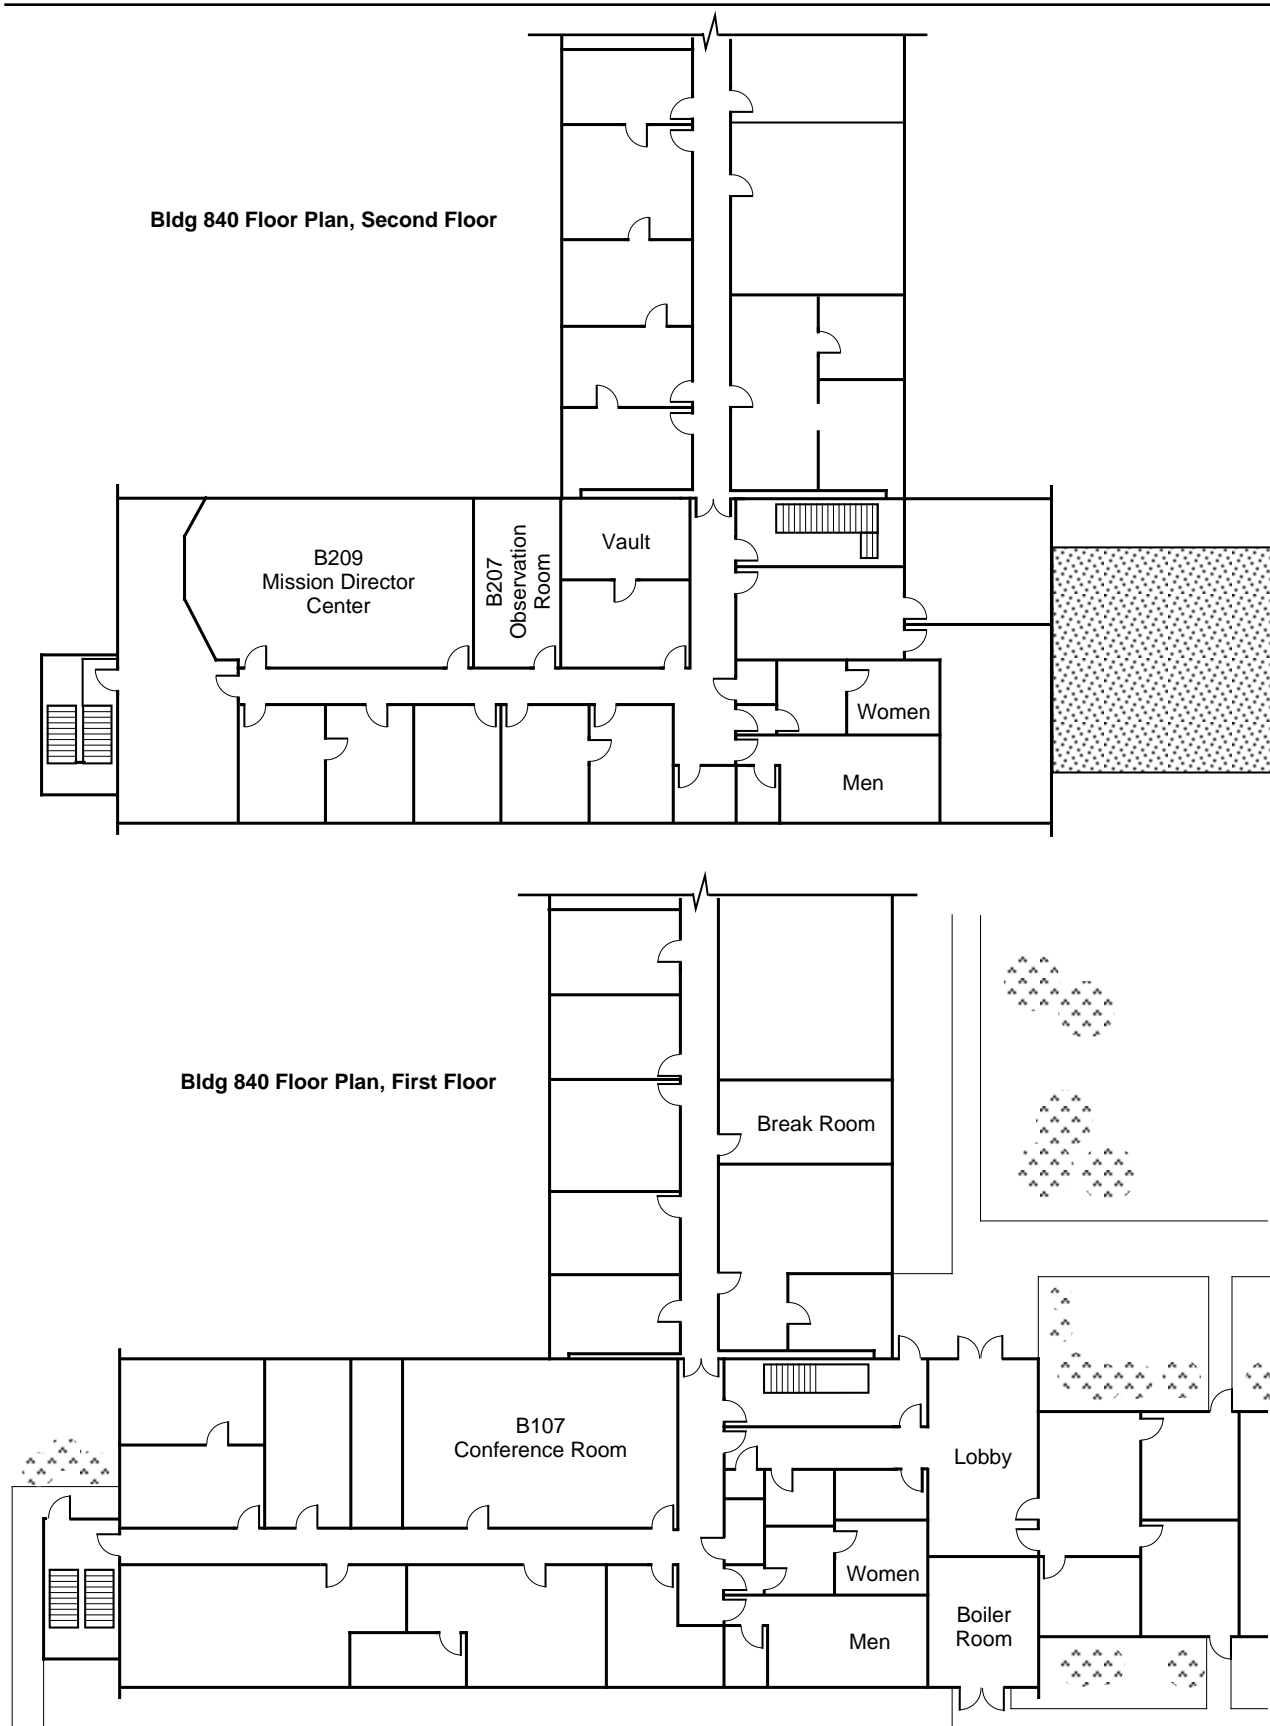 Bldg 840 Floor Plan, Second Floor
B209
Mission Director
Center
B207
Observation
Room
Vault
Women
Men
Bldg 840 Floor Plan, First Floor
Break Room
B107
Conference Room
Lobby
Women
Men
Boiler
Room